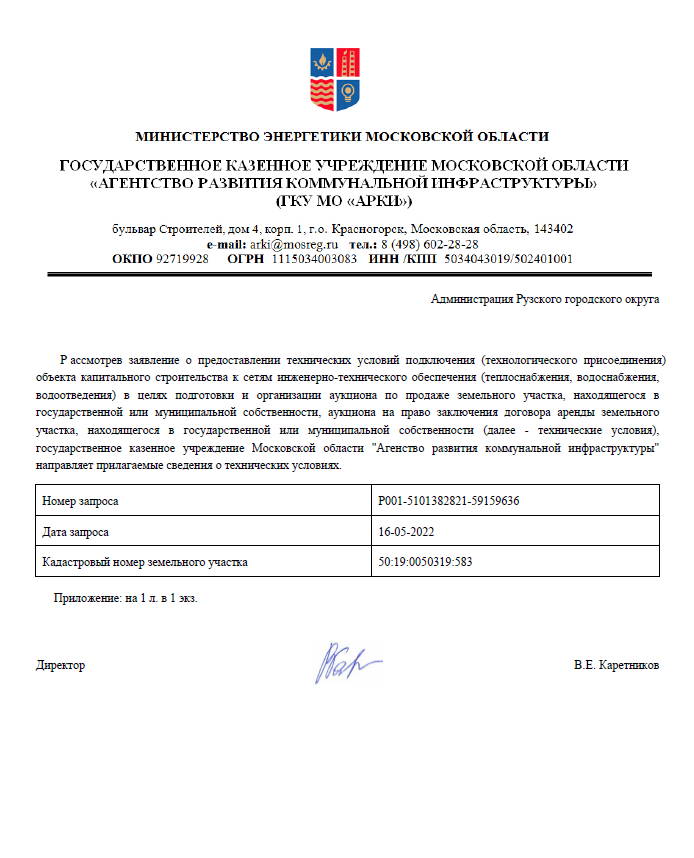 МИНИСТЕРСТВО ЭНЕРГЕТИКИ МОСКОВСКОЙ ОБЛАСТИ
ГОСУДАРСТВЕННОЕ КАЗЕННОЕ УЧРЕЖДЕНИЕ МОСКОВСКОЙ ОБЛАСТИ
«АГЕНТСТВО РАЗВИТИЯ КОММУНАЛЬНОЙ ИНФРАСТРУКТУРЫ»
(ГКУ МО «АРКИ»)
бульвар Строителей, дом 4, корп. 1, г.о. Красногорск, Московская область, 143402
e-mail: arki@mosreg.ru тел.: 8 (498) 602-28-28
ОКПО 92719928 ОГРН 1115034003083 ИНН /КПП 5034043019/502401001
Администрация Рузского городского округа
Р ассмотрев заявление о предоставлении технических условий подключения (технологического присоединения)
объекта капитального строительства к сетям инженерно-технического обеспечения (теплоснабжения, водоснабжения,
водоотведения) в целях подготовки и организации аукциона по продаже земельного участка, находящегося в
государственной или муниципальной собственности, аукциона на право заключения договора аренды земельного
участка, находящегося в государственной или муниципальной собственности (далее - технические условия),
государственное казенное учреждение Московской области "Агенство развития коммунальной инфраструктуры"
направляет прилагаемые сведения о технических условиях.
Номер запроса P001-5101382821-59159636
Дата запроса 16-05-2022
Кадастровый номер земельного участка 50:19:0050319:583
Приложение: на 1 л. в 1 экз.
Директор В.Е. Каретников